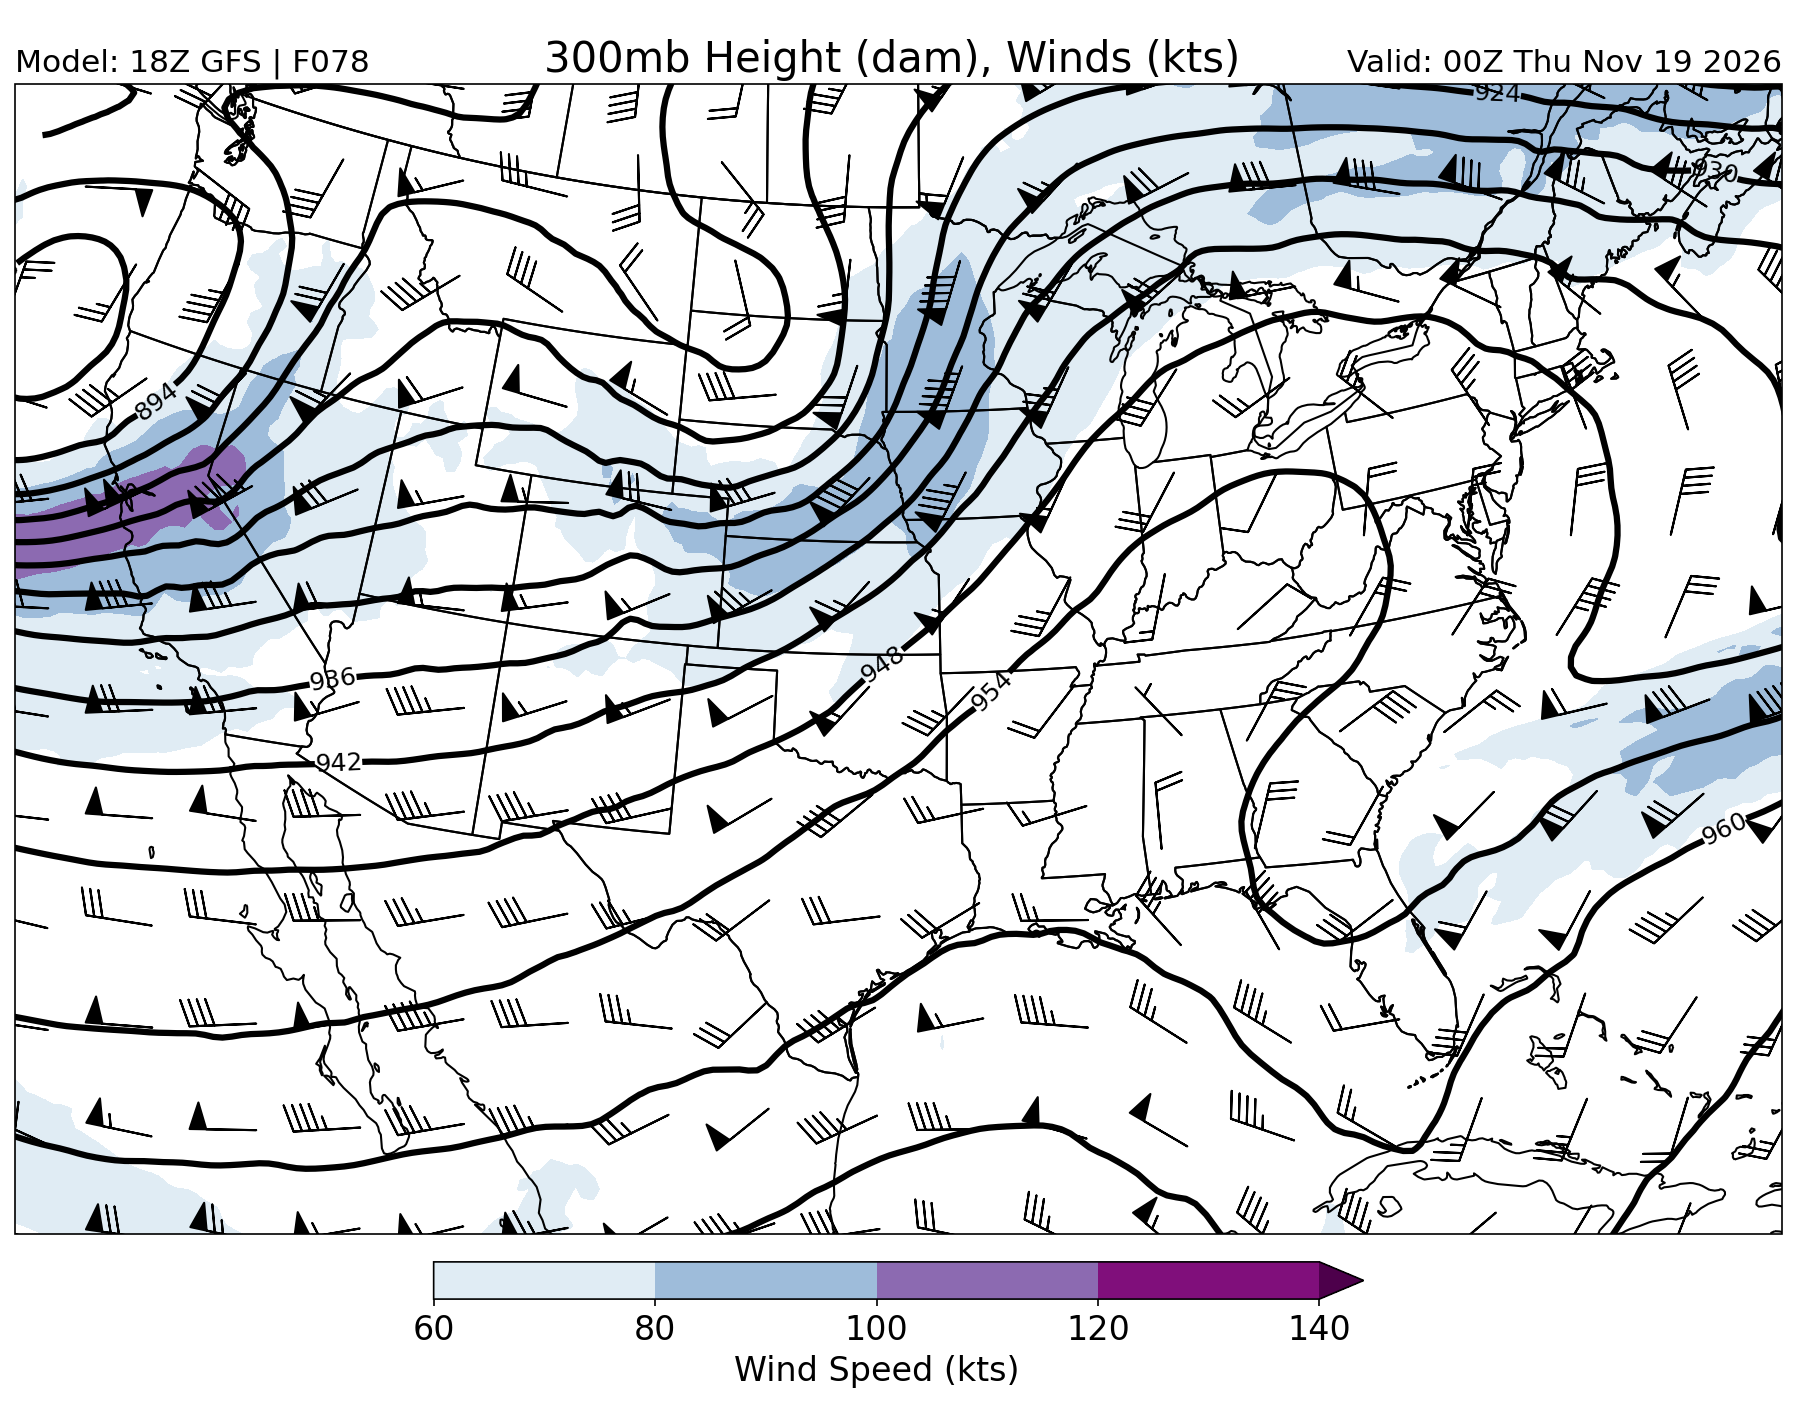 Model: 18Z GFS | F078
300mb Height (dam), Winds (kts)
Valid: 00Z Thu Nov 19 2026
924
930
894
936
948
954
942
960
60 80 100 120 140
Wind Speed (kts)